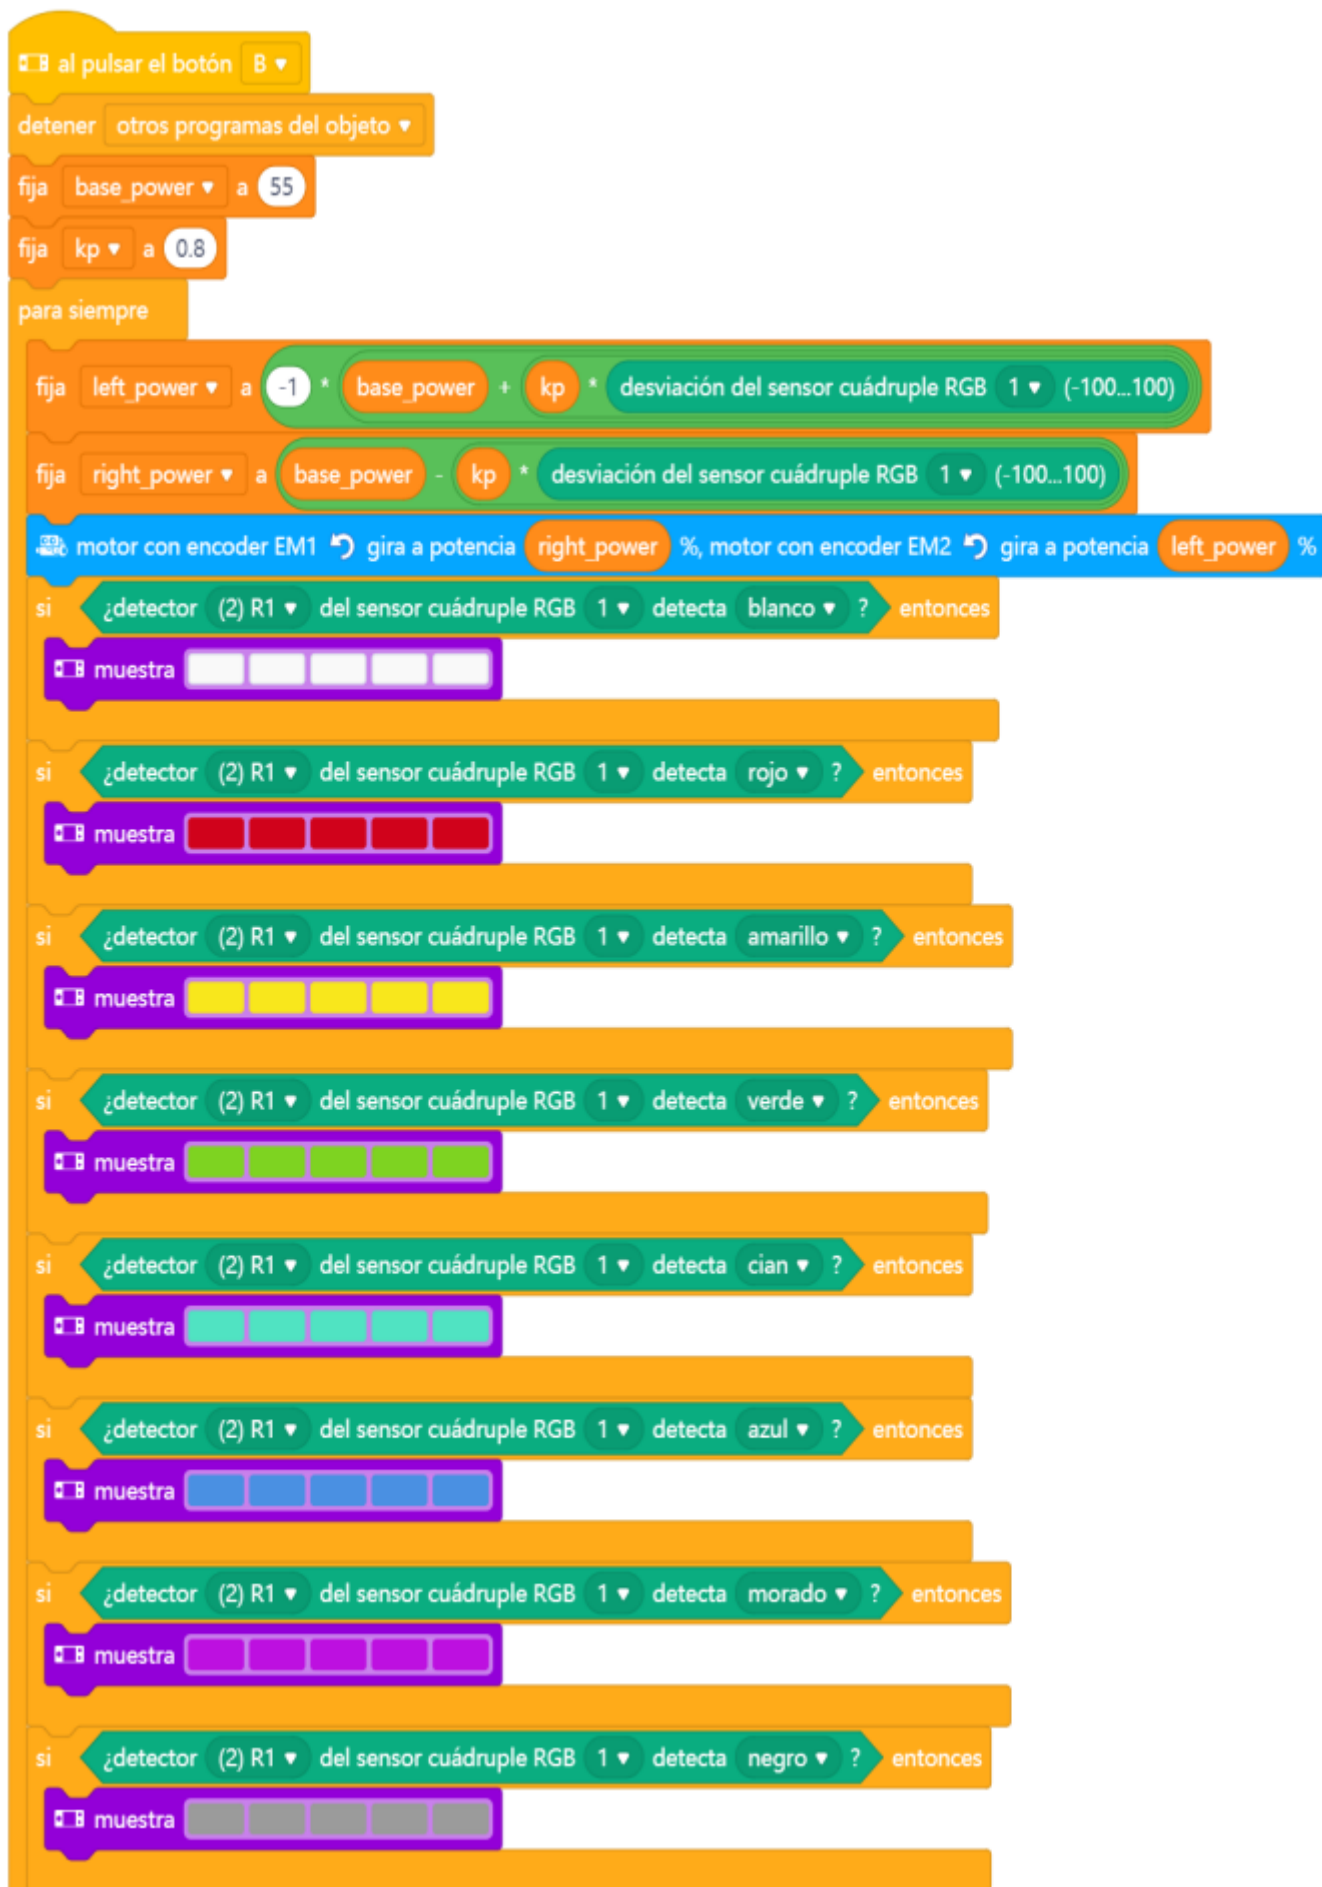 al pulsar el botón B
detener otros programas del objeto
fija base_power a 55
fija kp a 0.8
para siempre
fija left_power a -1 * base_power + kp * desviación del sensor cuádruple RGB 1 (-100...100)
fija right_power a base_power - kp * desviación del sensor cuádruple RGB 1 (-100...100)
motor con encoder EM1 gira a potencia right_power %, motor con encoder EM2 gira a potencia left_power %
si ¿detector (2) R1 del sensor cuádruple RGB 1 detecta blanco ? entonces
muestra
si ¿detector (2) R1 del sensor cuádruple RGB 1 detecta rojo ? entonces
muestra
si ¿detector (2) R1 del sensor cuádruple RGB 1 detecta amarillo ? entonces
muestra
si ¿detector (2) R1 del sensor cuádruple RGB 1 detecta verde ? entonces
muestra
si ¿detector (2) R1 del sensor cuádruple RGB 1 detecta cian ? entonces
muestra
si ¿detector (2) R1 del sensor cuádruple RGB 1 detecta azul ? entonces
muestra
si ¿detector (2) R1 del sensor cuádruple RGB 1 detecta morado ? entonces
muestra
si ¿detector (2) R1 del sensor cuádruple RGB 1 detecta negro ? entonces
muestra